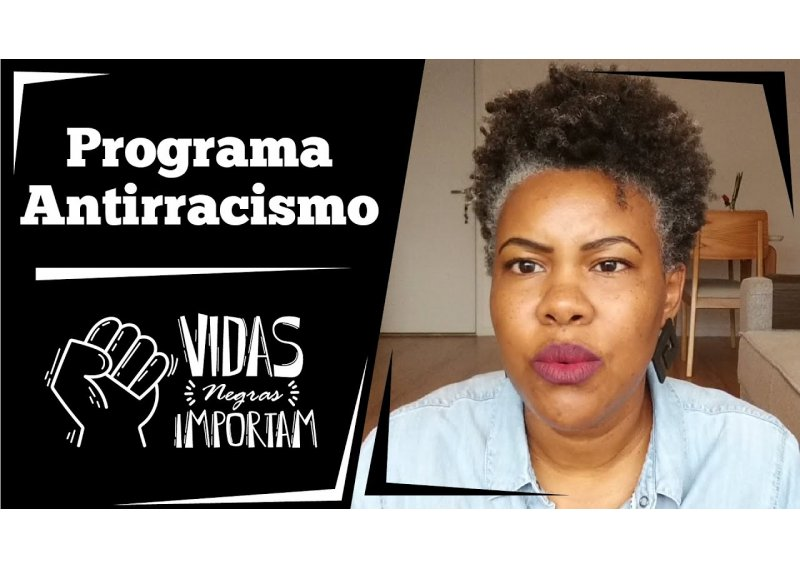 Programa
Antirracismo
VIDAS
Negras
IMPORTAM